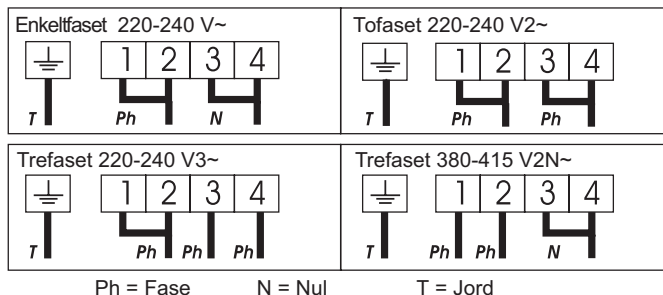 Enkeltfaset 220-240 V~
1 2 3 4
T Ph N
Tofaset 220-240 V2~
1 2 3 4
T Ph Ph
Trefaset 220-240 V3~
1 2 3 4
T Ph Ph Ph
Trefaset 380-415 V2N~
1 2 3 4
T Ph Ph N
Ph = Fase N = Nul T = Jord